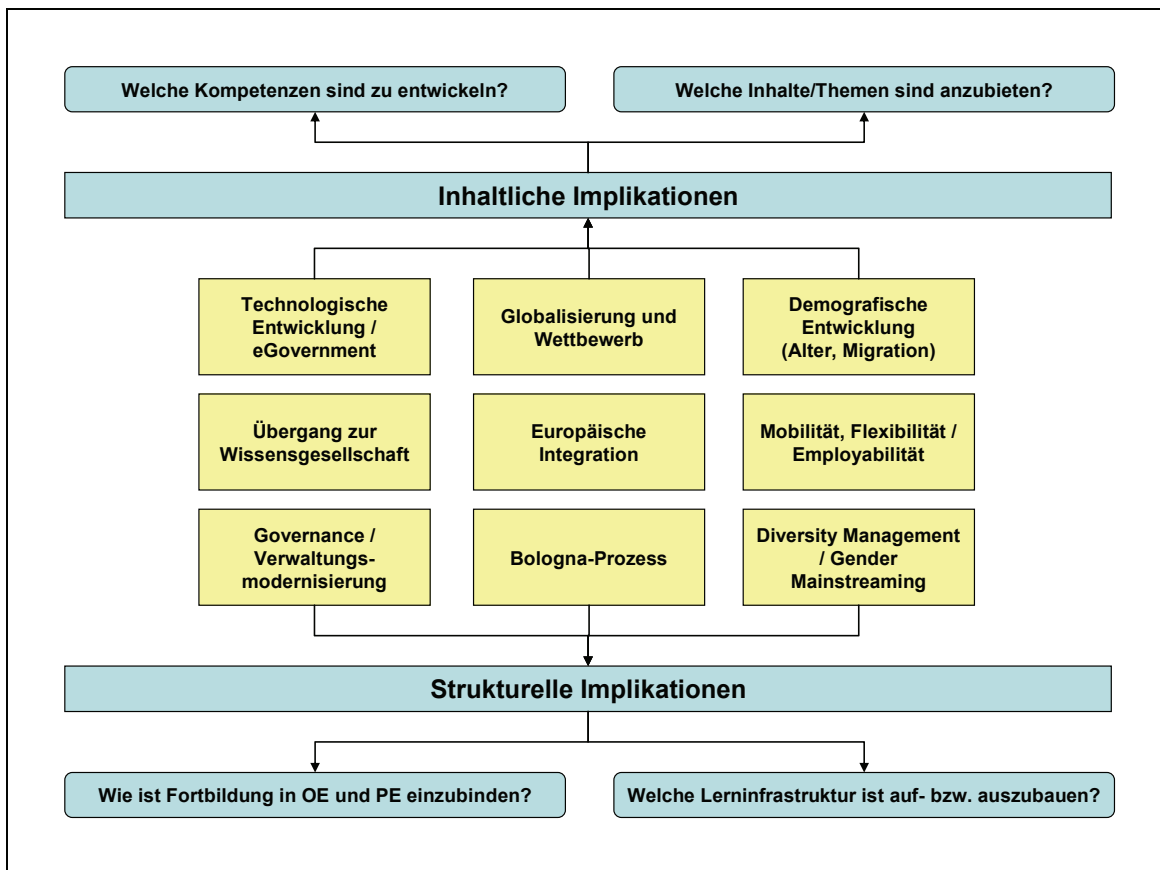 Welche Kompetenzen sind zu entwickeln?
Welche Inhalte/Themen sind anzubieten?
Inhaltliche Implikationen
Technologische
Entwicklung /
eGovernment
Globalisierung und
Wettbewerb
Demografische
Entwicklung
(Alter, Migration)
Übergang zur
Wissensgesellschaft
Europäische
Integration
Mobilität, Flexibilität /
Employabilität
Governance /
Verwaltungs-
modernisierung
Bologna-Prozess
Diversity Management
/ Gender
Mainstreaming
Strukturelle Implikationen
Wie ist Fortbildung in OE und PE einzubinden?
Welche Lerninfrastruktur ist auf- bzw. auszubauen?